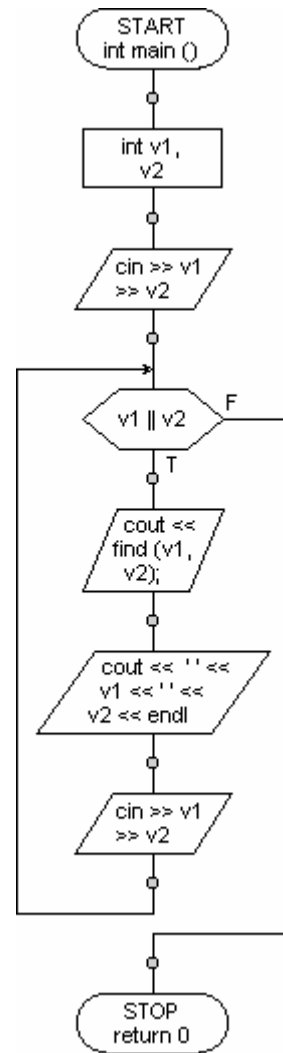 START
int main ()
int v1,
v2
cin >> v1
>> v2
v1 || v2
F
T
cout <<
find (v1,
v2);
cout << ' ' <<
v1 << ' ' <<
v2 << endl
cin >> v1
>> v2
STOP
return 0